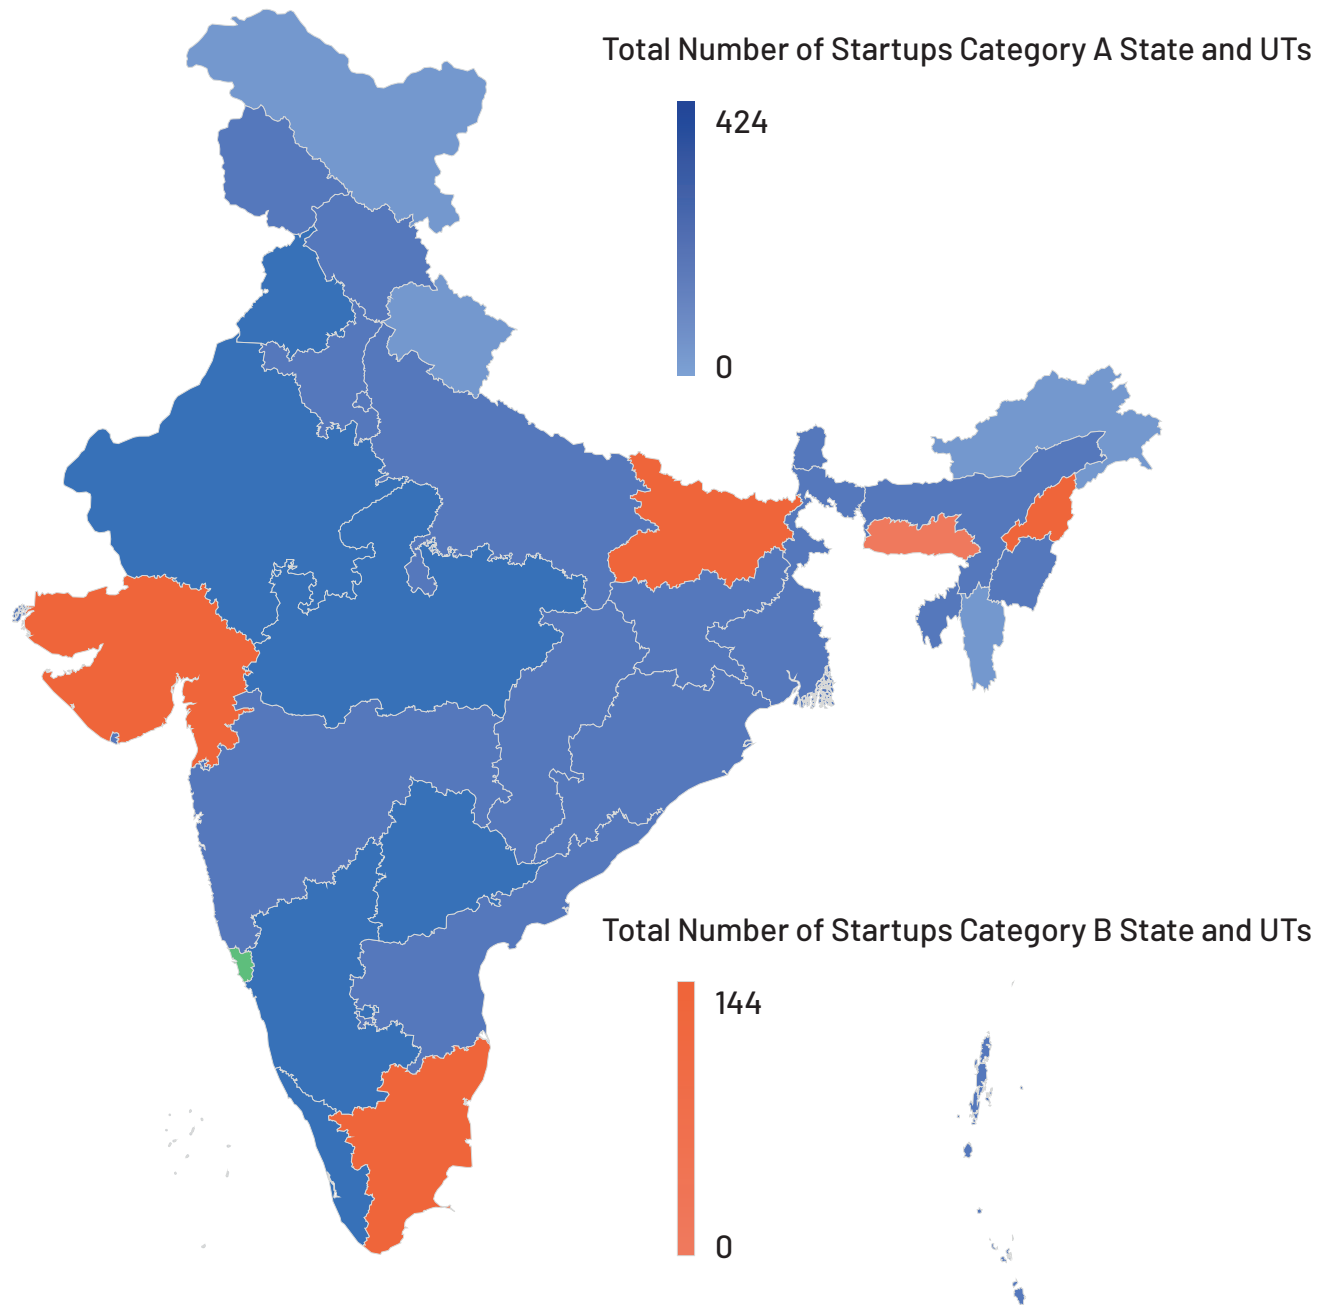 Total Number of Startups Category A State and UTs
424
0
Total Number of Startups Category B State and UTs
144
0